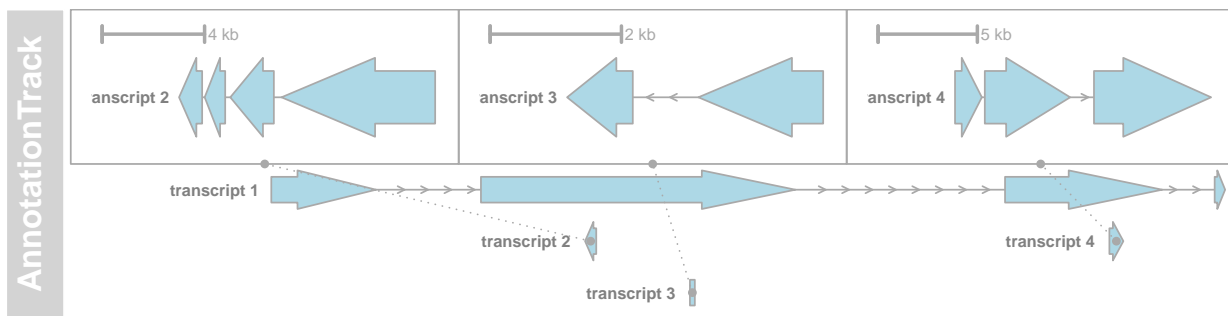 AnnotationTrack
4 kb
2 kb
5 kb
anscript 2
anscript 3
anscript 4
transcript 1
transcript 2
transcript 4
transcript 3